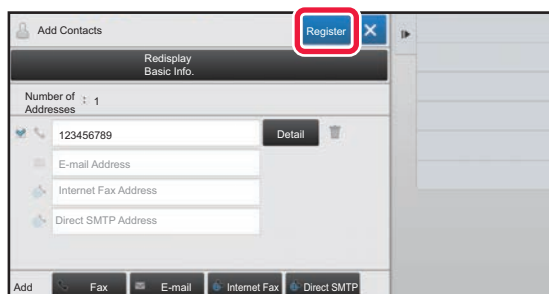 Add Contacts
Register
Redisplay
Basic Info.
Number of : 1
Addresses
123456789
Detail
E-mail Address
Internet Fax Address
Direct SMTP Address
Add Fax E-mail Internet Fax Direct SMTP